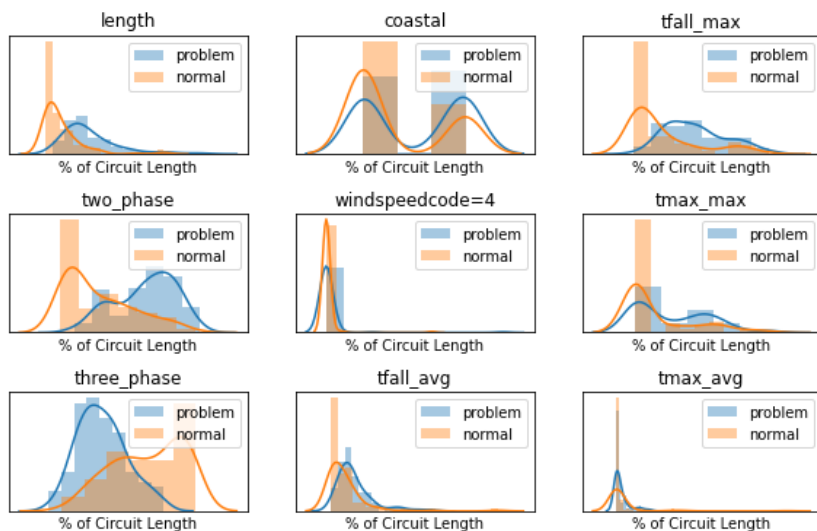 length
problem
normal
% of Circuit Length
coastal
problem
normal
% of Circuit Length
tfall_max
problem
normal
% of Circuit Length
two_phase
problem
normal
% of Circuit Length
windspeedcode=4
problem
normal
% of Circuit Length
tmax_max
problem
normal
% of Circuit Length
three_phase
problem
normal
% of Circuit Length
tfall_avg
problem
normal
% of Circuit Length
tmax_avg
problem
normal
% of Circuit Length